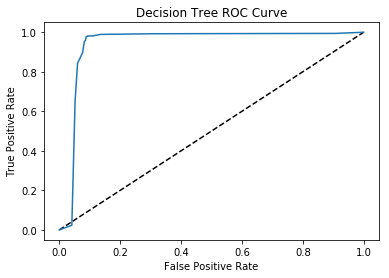 Decision Tree ROC Curve
1.0
0.8
0.6
0.4
0.2
0.0
True Positive Rate
0.0 0.2 0.4 0.6 0.8 1.0
False Positive Rate